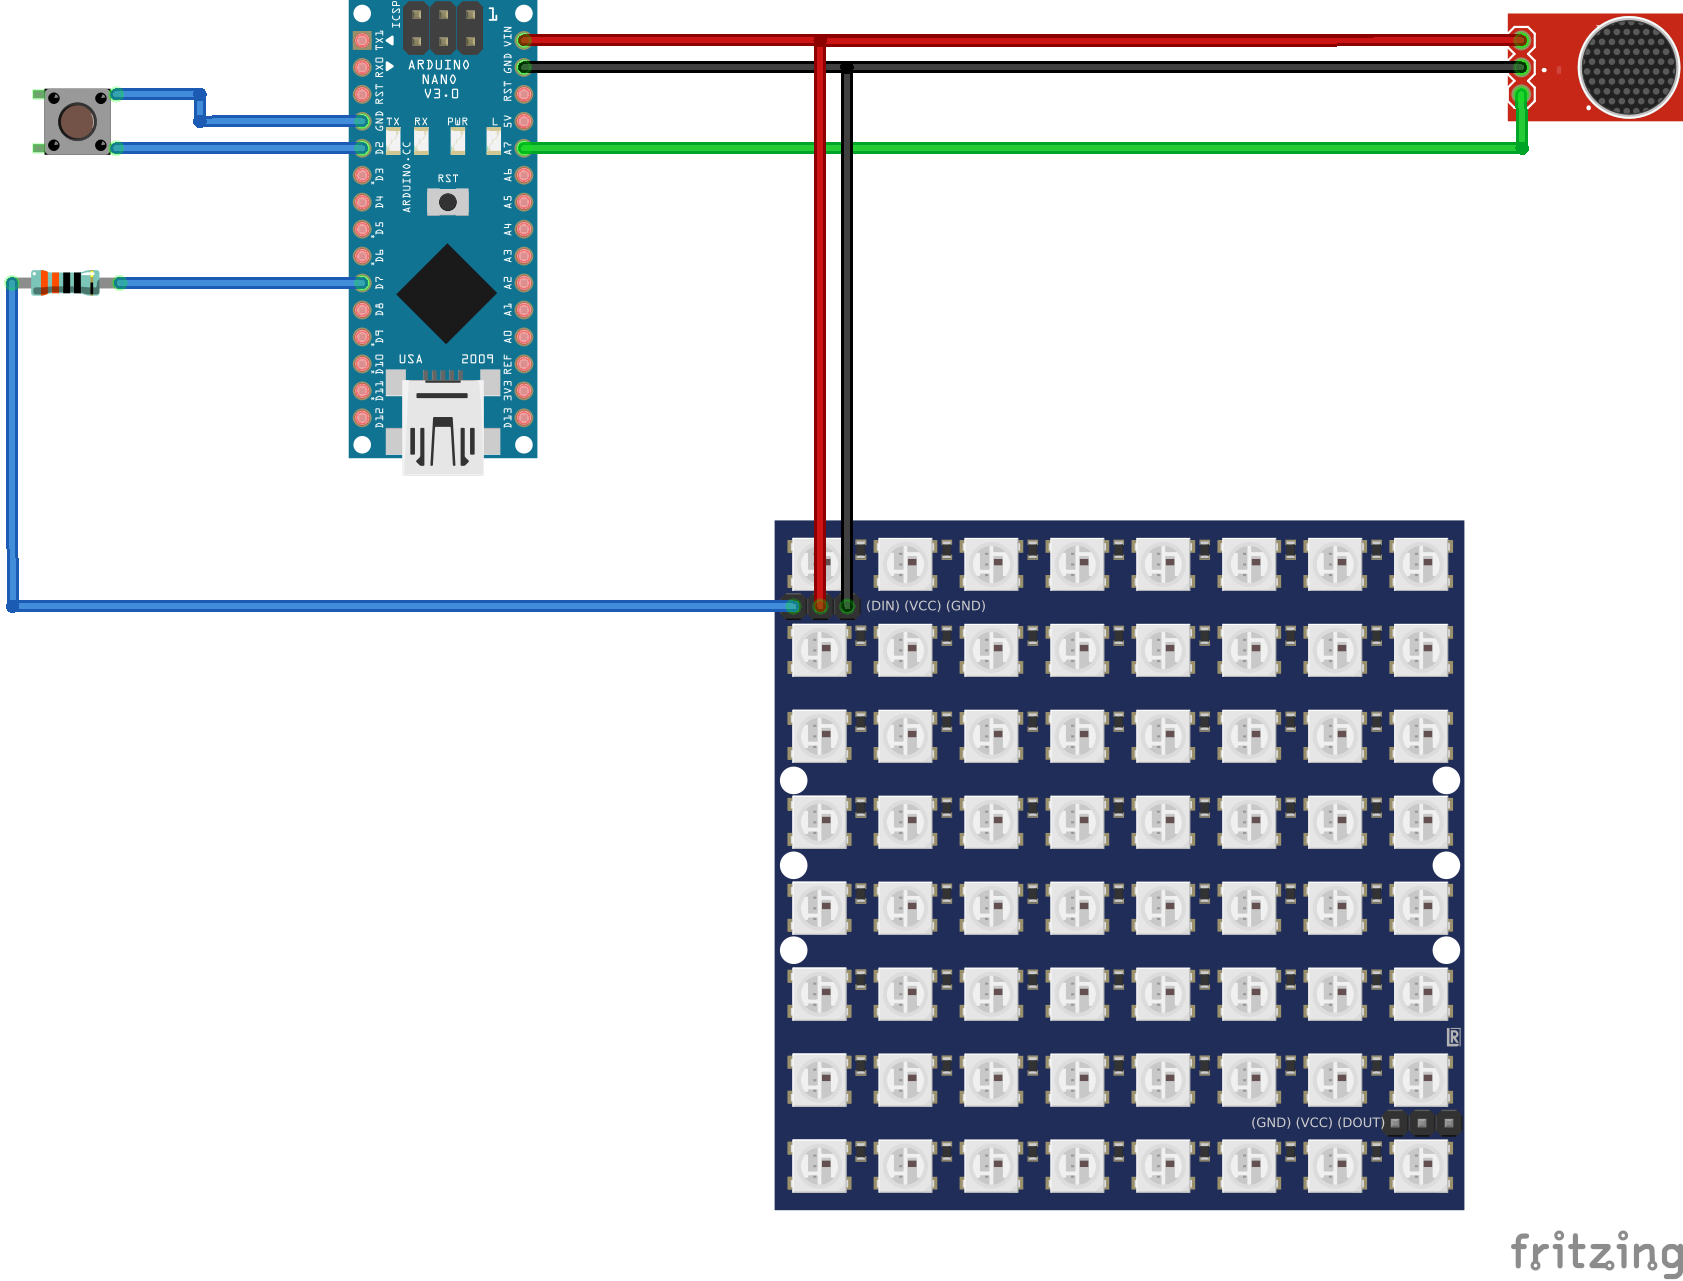 ICSP
1
TX1
RX0
RST
GND
D2
D3
D4
D5
D6
D7
D8
D9
D10
D11
D12
ARDUINO
NANO
V3.0
TX RX PWR L
ARDUINO.CC
RST
USA 2009
VIN
GND
RST
5V
A7
A6
A5
A4
A3
A2
A1
A0
REF
3V3
D13
(DIN) (VCC) (GND)
R
(GND) (VCC) (DOUT)
fritzing